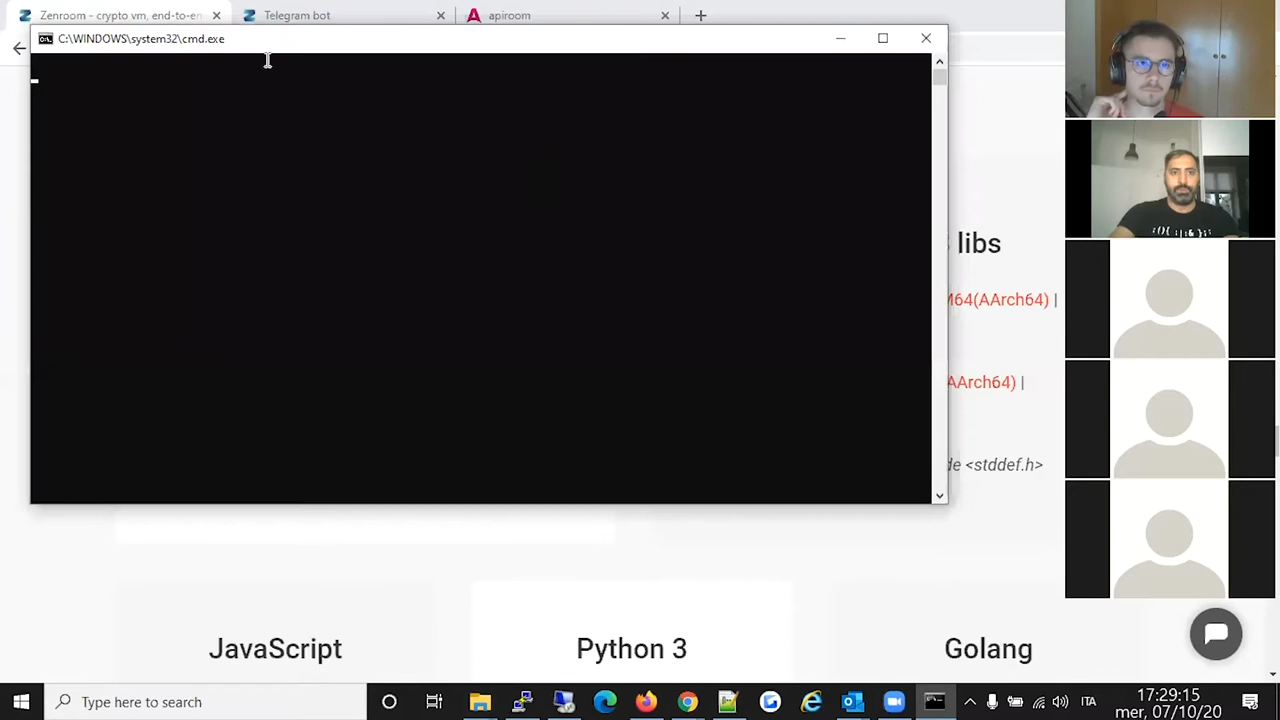 Zenroom - crypto vm, end-to-en
Telegram bot
apiroom
C:\WINDOWS\system32\cmd.exe
libs
64(AArch64) |
AArch64) |
de <stddef.h>
JavaScript
Python 3
Golang
Type here to search
ITA
17:29:15
mer, 07/10/20